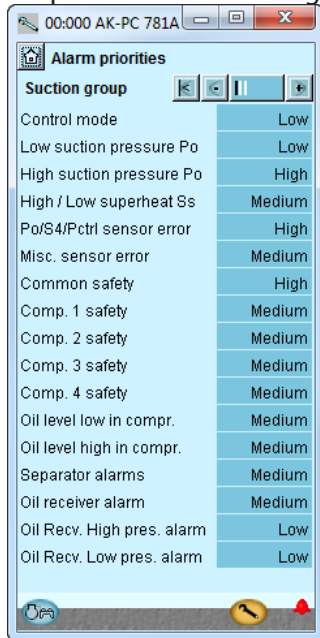 00:000 AK-PC 781A
Alarm priorities
Suction group
Control mode Low
Low suction pressure Po Low
High suction pressure Po High
High / Low superheat Ss Medium
Po/S4/Pctrl sensor error High
Misc. sensor error Medium
Common safety High
Comp. 1 safety Medium
Comp. 2 safety Medium
Comp. 3 safety Medium
Comp. 4 safety Medium
Oil level low in compr. Medium
Oil level high in compr. Medium
Separator alarms Medium
Oil receiver alarm Medium
Oil Recv. High pres. alarm Low
Oil Recv. Low pres. alarm Low